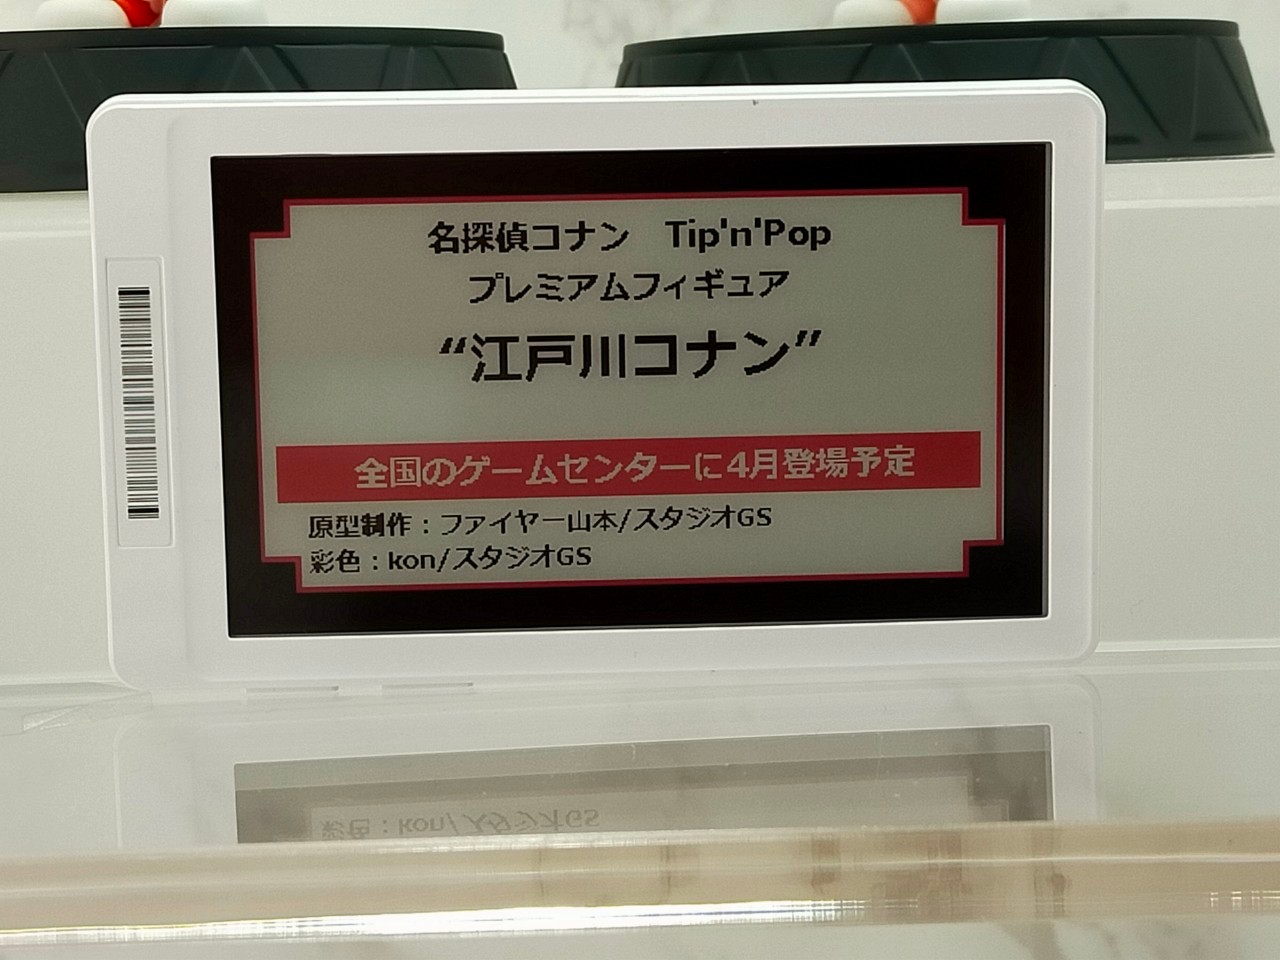 名探偵コナン　Tip'n'Pop
プレミアムフィギュア
“江戸川コナン”
全国のゲームセンターに4月登場予定
原型制作：ファイヤー山本/スタジオGS
彩色：kon/スタジオGS